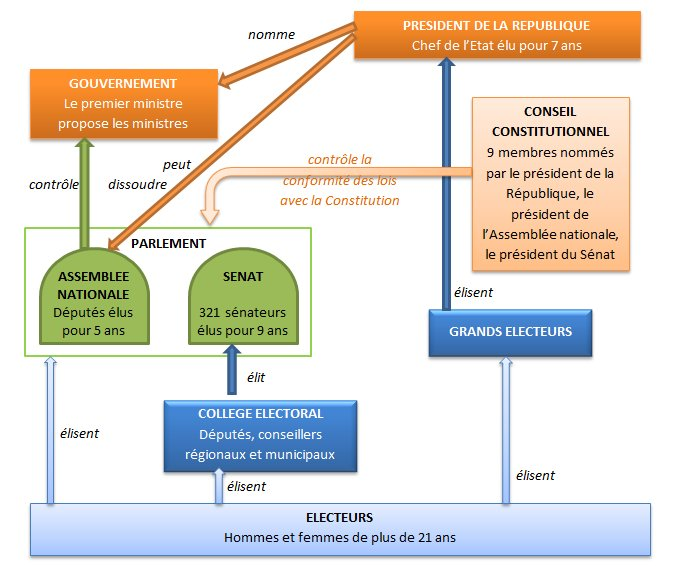 PRESIDENT DE LA REPUBLIQUE
Chef de l'Etat élu pour 7 ans
nomme
GOUVERNEMENT
Le premier ministre
propose les ministres
CONSEIL
CONSTITUTIONNEL
9 membres nommés
par le président de la
République, le
président de
l'Assemblée nationale,
le président du Sénat
peut
dissoudre
contrôle
contrôle la
conformité des lois
avec la Constitution
PARLEMENT
ASSEMBLEE
NATIONALE
Députés élus
pour 5 ans
SENAT
321 sénateurs
élus pour 9 ans
élisent
GRANDS ELECTEURS
élit
COLLEGE ELECTORAL
Députés, conseillers
régionaux et municipaux
élisent
élisent
élisent
ELECTEURS
Hommes et femmes de plus de 21 ans